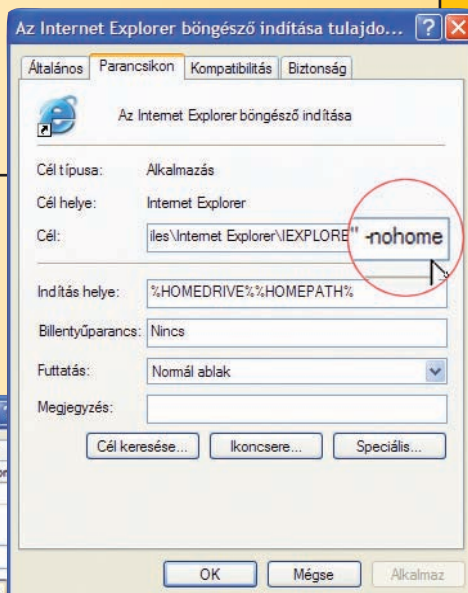 Az Internet Explorer böngésző indítása tulajdo...
Általános Parancsikon Kompatibilitás Biztonság
Az Internet Explorer böngésző indítása
Cél típusa: Alkalmazás
Cél helye: Internet Explorer
Cél: iles\Internet Explorer\IEXPLORE" -nohome
Indítás helye: %HOMEDRIVE%%HOMEPATH%
Billentyűparancs: Nincs
Futtatás: Normál ablak
Megjegyzés:
Cél keresése... Ikoncsere... Speciális...
OK Mégse Alkalmaz